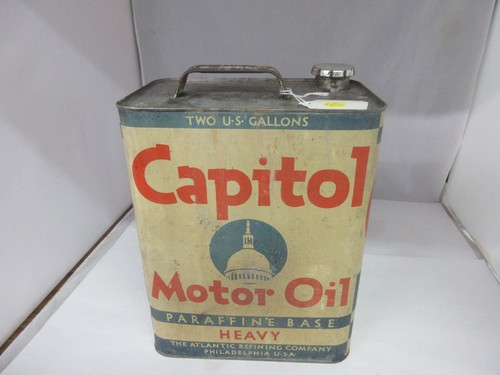 TWO U·S· GALLONS
Capitol
Motor Oil
PARAFFINE BASE
HEAVY
THE ATLANTIC REFINING COMPANY
PHILADELPHIA U·S·A